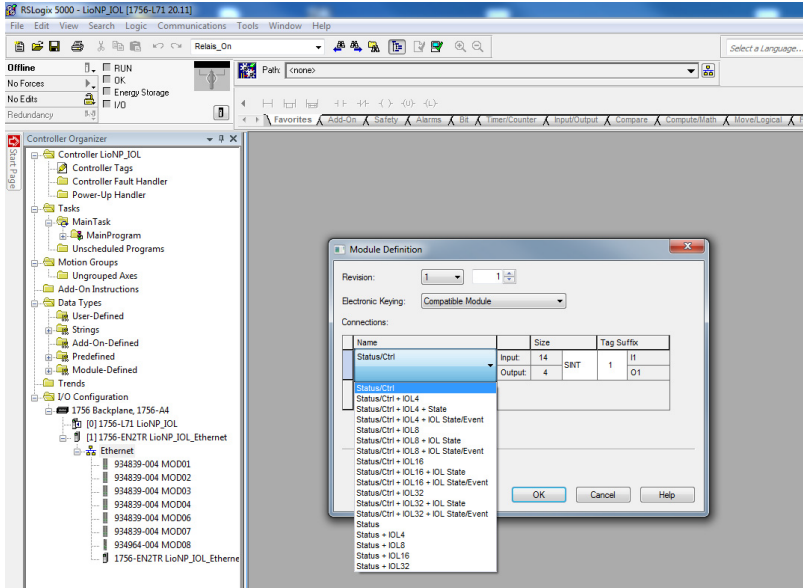 RSLogix 5000 - LioNP_IOL [1756-L71 20.11]
File Edit View Search Logic Communications Tools Window Help
Relais_On
Select a Language...
Offline
RUN
No Forces
OK
Energy Storage
No Edits
I/O
Redundancy
Path: <none>
Favorites Add-On Safety Alarms Bit Timer/Counter Input/Output Compare Compute/Math Move/Logical
Start Page
Controller Organizer
Controller LioNP_IOL
Controller Tags
Controller Fault Handler
Power-Up Handler
Tasks
MainTask
MainProgram
Unscheduled Programs
Motion Groups
Ungrouped Axes
Add-On Instructions
Data Types
User-Defined
Strings
Add-On-Defined
Predefined
Module-Defined
Trends
I/O Configuration
1756 Backplane, 1756-A4
[0] 1756-L71 LioNP_IOL
[1] 1756-EN2TR LioNP_IOL_Ethernet
Ethernet
934839-004 MOD01
934839-004 MOD02
934839-004 MOD03
934839-004 MOD04
934839-004 MOD06
934839-004 MOD07
934964-004 MOD08
1756-EN2TR LioNP_IOL_Etherne
Module Definition
Revision: 1 1
Electronic Keying: Compatible Module
Connections:
Name Size Tag Suffix
Status/Ctrl Input: 14 SINT 1 I1
Output: 4 O1
Status/Ctrl
Status/Ctrl + IOL4
Status/Ctrl + IOL4 + State
Status/Ctrl + IOL4 + IOL State/Event
Status/Ctrl + IOL8
Status/Ctrl + IOL8 + IOL State
Status/Ctrl + IOL8 + IOL State/Event
Status/Ctrl + IOL16
Status/Ctrl + IOL16 + IOL State
Status/Ctrl + IOL16 + IOL State/Event
Status/Ctrl + IOL32
Status/Ctrl + IOL32 + IOL State
Status/Ctrl + IOL32 + IOL State/Event
Status
Status + IOL4
Status + IOL8
Status + IOL16
Status + IOL32
OK Cancel Help